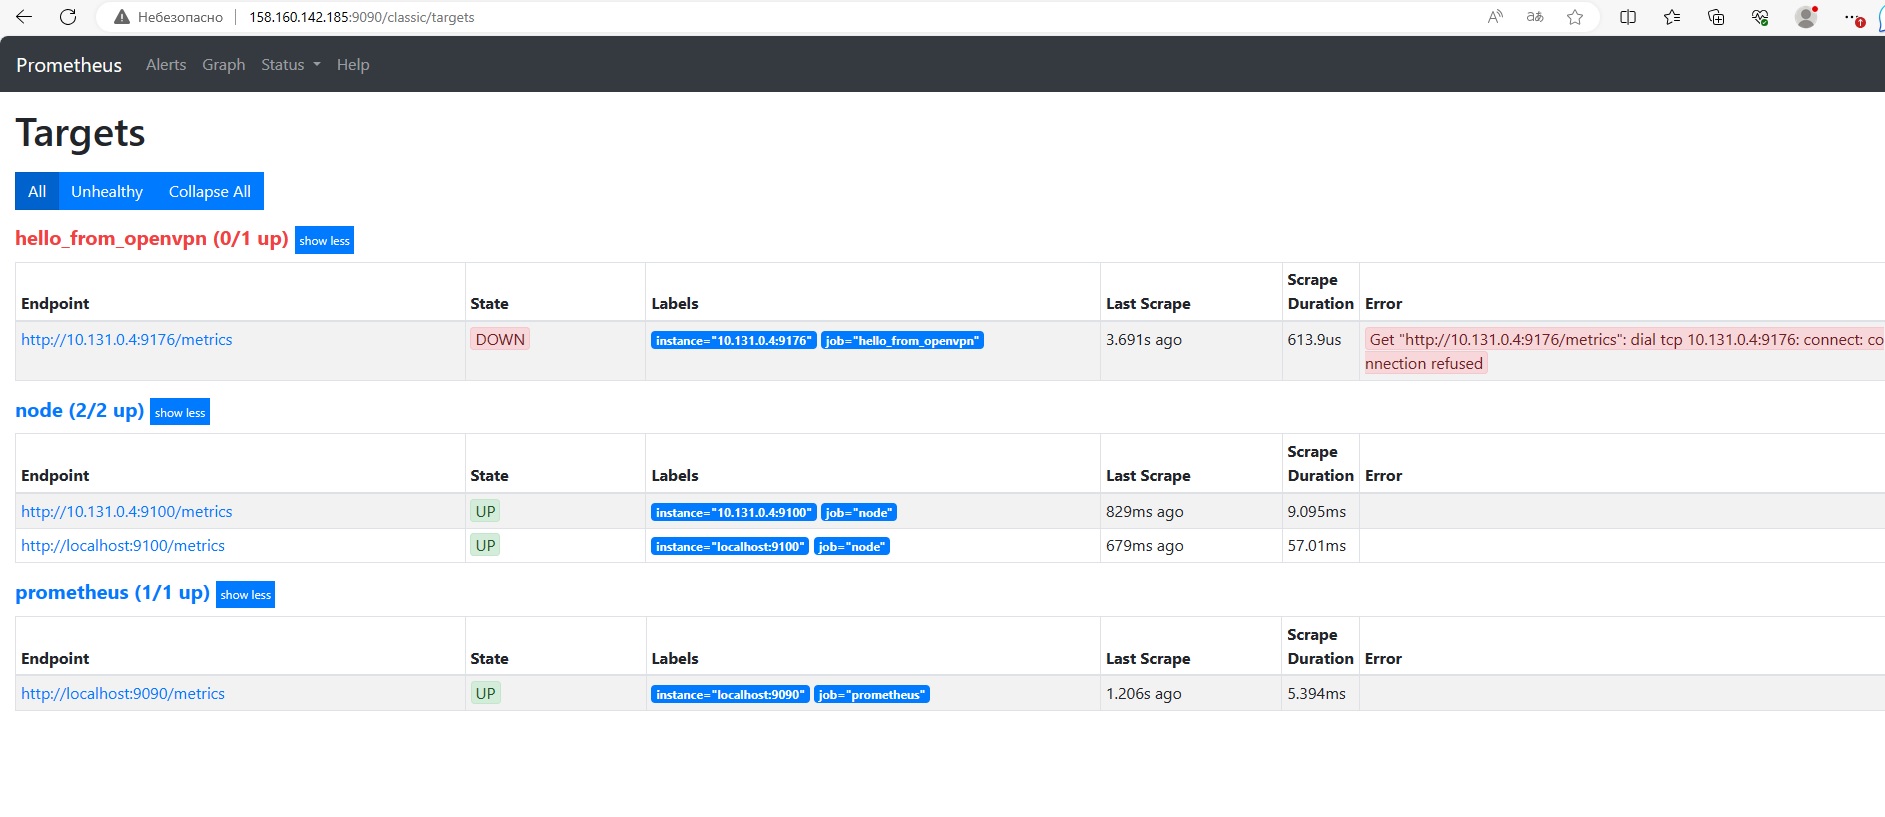 Небезопасно 158.160.142.185:9090/classic/targets
Prometheus Alerts Graph Status Help
Targets
All Unhealthy Collapse All
hello_from_openvpn (0/1 up) show less
Endpoint State Labels Last Scrape Scrape Duration Error
http://10.131.0.4:9176/metrics DOWN instance="10.131.0.4:9176" job="hello_from_openvpn" 3.691s ago 613.9us Get "http://10.131.0.4:9176/metrics": dial tcp 10.131.0.4:9176: connect: co
nnection refused
node (2/2 up) show less
Endpoint State Labels Last Scrape Scrape Duration Error
http://10.131.0.4:9100/metrics UP instance="10.131.0.4:9100" job="node" 829ms ago 9.095ms
http://localhost:9100/metrics UP instance="localhost:9100" job="node" 679ms ago 57.01ms
prometheus (1/1 up) show less
Endpoint State Labels Last Scrape Scrape Duration Error
http://localhost:9090/metrics UP instance="localhost:9090" job="prometheus" 1.206s ago 5.394ms